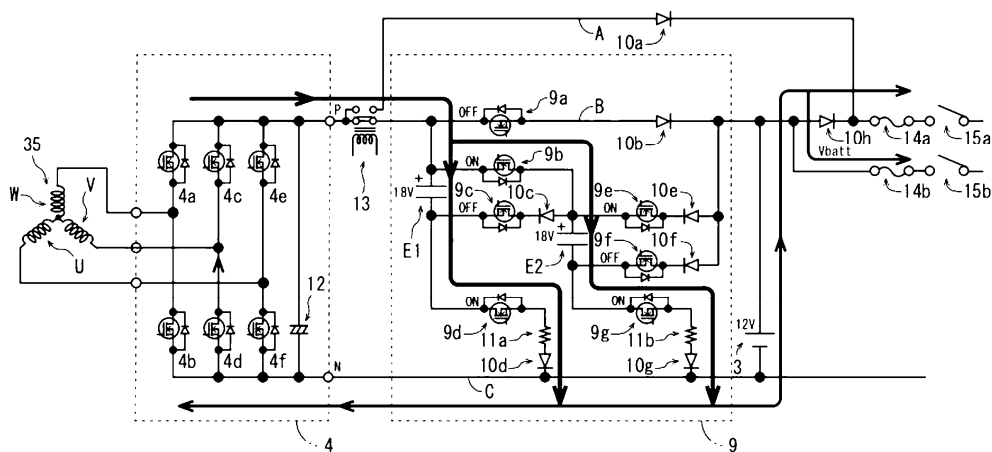 A
10a
P
OFF
9a
B
10b
10h
14a
15a
Vbatt
14b
15b
35
W
V
U
4a
4c
4e
13
ON
9b
+
18V
9c
10c
OFF
E1
9e
10e
ON
+
18V
9f
10f
OFF
E2
12
ON
9d
11a
10d
ON
9g
11b
10g
12V
3
4b
4d
4f
N
C
4
9